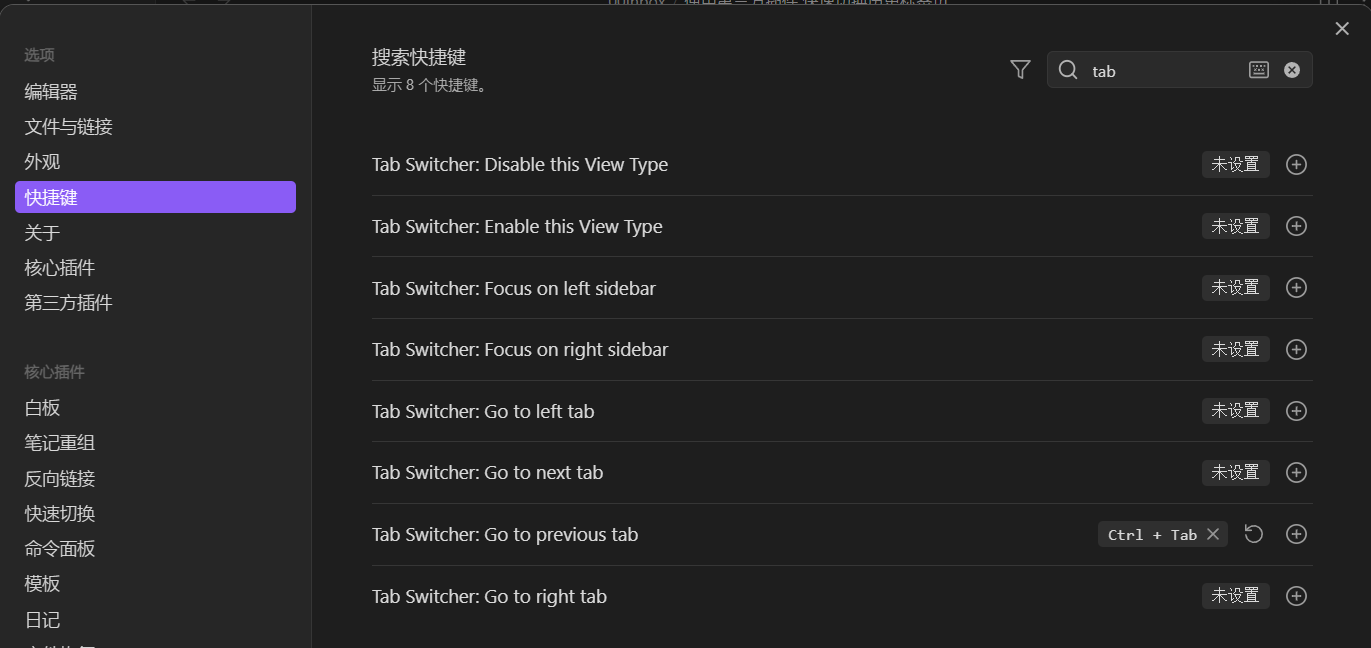 选项
编辑器
文件与链接
外观
快捷键
关于
核心插件
第三方插件
核心插件
白板
笔记重组
反向链接
快速切换
命令面板
模板
日记
搜索快捷键
显示 8 个快捷键。
tab
Tab Switcher: Disable this View Type
未设置
Tab Switcher: Enable this View Type
未设置
Tab Switcher: Focus on left sidebar
未设置
Tab Switcher: Focus on right sidebar
未设置
Tab Switcher: Go to left tab
未设置
Tab Switcher: Go to next tab
未设置
Tab Switcher: Go to previous tab
Ctrl + Tab
Tab Switcher: Go to right tab
未设置